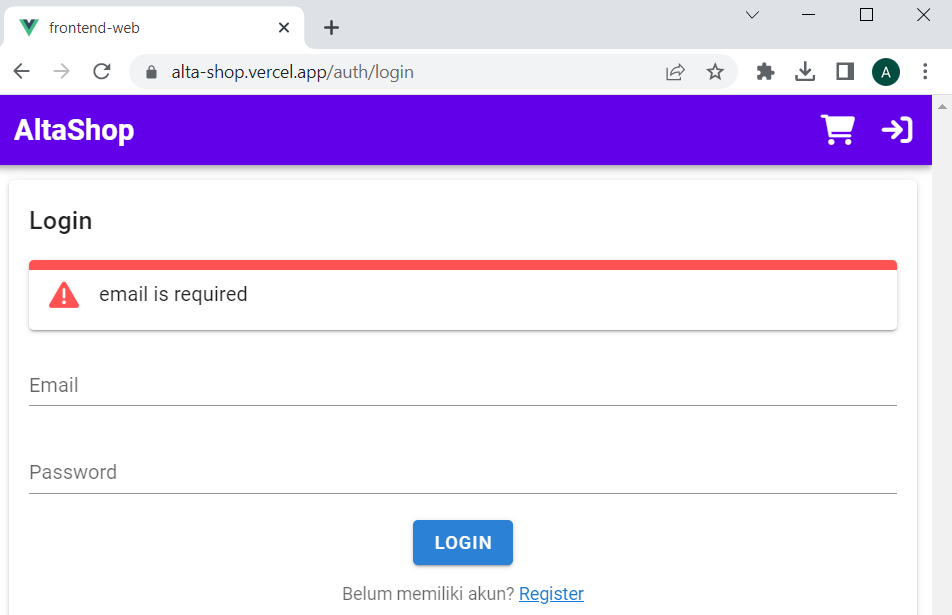 frontend-web
alta-shop.vercel.app/auth/login
A
AltaShop
Login
email is required
Email
Password
LOGIN
Belum memiliki akun? Register